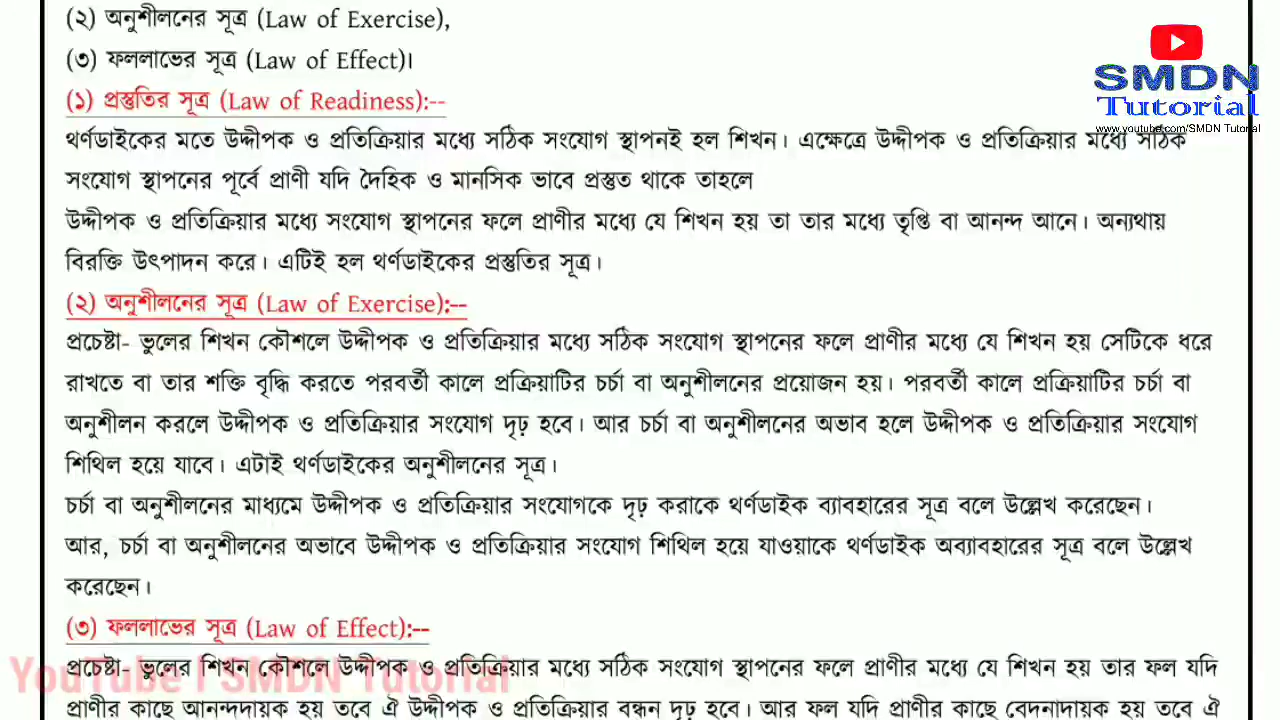 (২) অনুশীলনের সূত্র (Law of Exercise),
(৩) ফললাভের সূত্র (Law of Effect)।
(১) প্রস্তুতির সূত্র (Law of Readiness):--
থর্ণডাইকের মতে উদ্দীপক ও প্রতিক্রিয়ার মধ্যে সঠিক সংযোগ স্থাপনই হল শিখন। এক্ষেত্রে উদ্দীপক ও প্রতিক্রিয়ার মধ্যে সঠিক
সংযোগ স্থাপনের পূর্বে প্রাণী যদি দৈহিক ও মানসিক ভাবে প্রস্তুত থাকে তাহলে
উদ্দীপক ও প্রতিক্রিয়ার মধ্যে সংযোগ স্থাপনের ফলে প্রাণীর মধ্যে যে শিখন হয় তা তার মধ্যে তৃপ্তি বা আনন্দ আনে। অন্যথায়
বিরক্তি উৎপাদন করে। এটিই হল থর্ণডাইকের প্রস্তুতির সূত্র।
(২) অনুশীলনের সূত্র (Law of Exercise):--
প্রচেষ্টা- ভুলের শিখন কৌশলে উদ্দীপক ও প্রতিক্রিয়ার মধ্যে সঠিক সংযোগ স্থাপনের ফলে প্রাণীর মধ্যে যে শিখন হয় সেটিকে ধরে
রাখতে বা তার শক্তি বৃদ্ধি করতে পরবর্তী কালে প্রক্রিয়াটির চর্চা বা অনুশীলনের প্রয়োজন হয়। পরবর্তী কালে প্রক্রিয়াটির চর্চা বা
অনুশীলন করলে উদ্দীপক ও প্রতিক্রিয়ার সংযোগ দৃঢ় হবে। আর চর্চা বা অনুশীলনের অভাব হলে উদ্দীপক ও প্রতিক্রিয়ার সংযোগ
শিথিল হয়ে যাবে। এটাই থর্ণডাইকের অনুশীলনের সূত্র।
চর্চা বা অনুশীলনের মাধ্যমে উদ্দীপক ও প্রতিক্রিয়ার সংযোগকে দৃঢ় করাকে থর্ণডাইক ব্যাবহারের সূত্র বলে উল্লেখ করেছেন।
আর, চর্চা বা অনুশীলনের অভাবে উদ্দীপক ও প্রতিক্রিয়ার সংযোগ শিথিল হয়ে যাওয়াকে থর্ণডাইক অব্যাবহারের সূত্র বলে উল্লেখ
করেছেন।
(৩) ফললাভের সূত্র (Law of Effect):--
প্রচেষ্টা- ভুলের শিখন কৌশলে উদ্দীপক ও প্রতিক্রিয়ার মধ্যে সঠিক সংযোগ স্থাপনের ফলে প্রাণীর মধ্যে যে শিখন হয় তার ফল যদি
প্রাণীর কাছে আনন্দদায়ক হয় তবে ঐ উদ্দীপক ও প্রতিক্রিয়ার বন্ধন দৃঢ় হবে। আর ফল যদি প্রাণীর কাছে বেদনাদায়ক হয় তবে ঐ
SMDN
Tutorial
www.youtube.com/SMDN Tutorial
YouTube | SMDN Tutorial